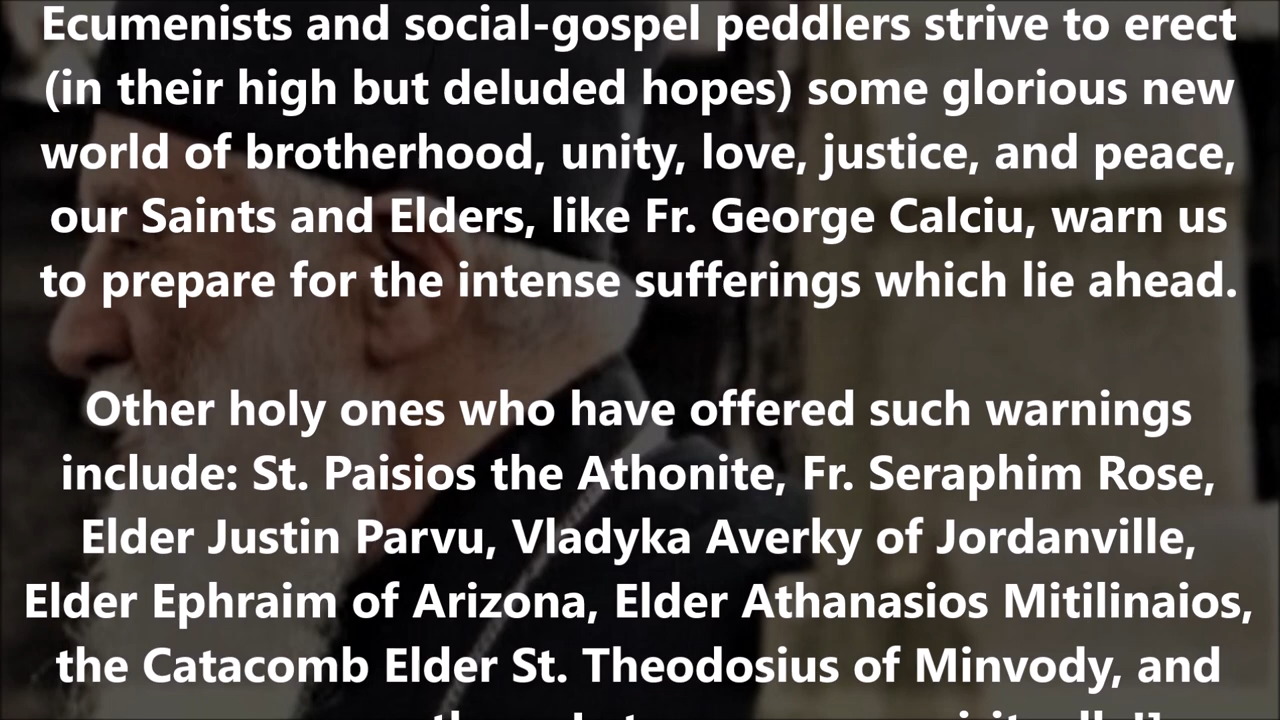 Ecumenists and social-gospel peddlers strive to erect
(in their high but deluded hopes) some glorious new
world of brotherhood, unity, love, justice, and peace,
our Saints and Elders, like Fr. George Calciu, warn us
to prepare for the intense sufferings which lie ahead.
Other holy ones who have offered such warnings
include: St. Paisios the Athonite, Fr. Seraphim Rose,
Elder Justin Parvu, Vladyka Averky of Jordanville,
Elder Ephraim of Arizona, Elder Athanasios Mitilinaios,
the Catacomb Elder St. Theodosius of Minvody, and